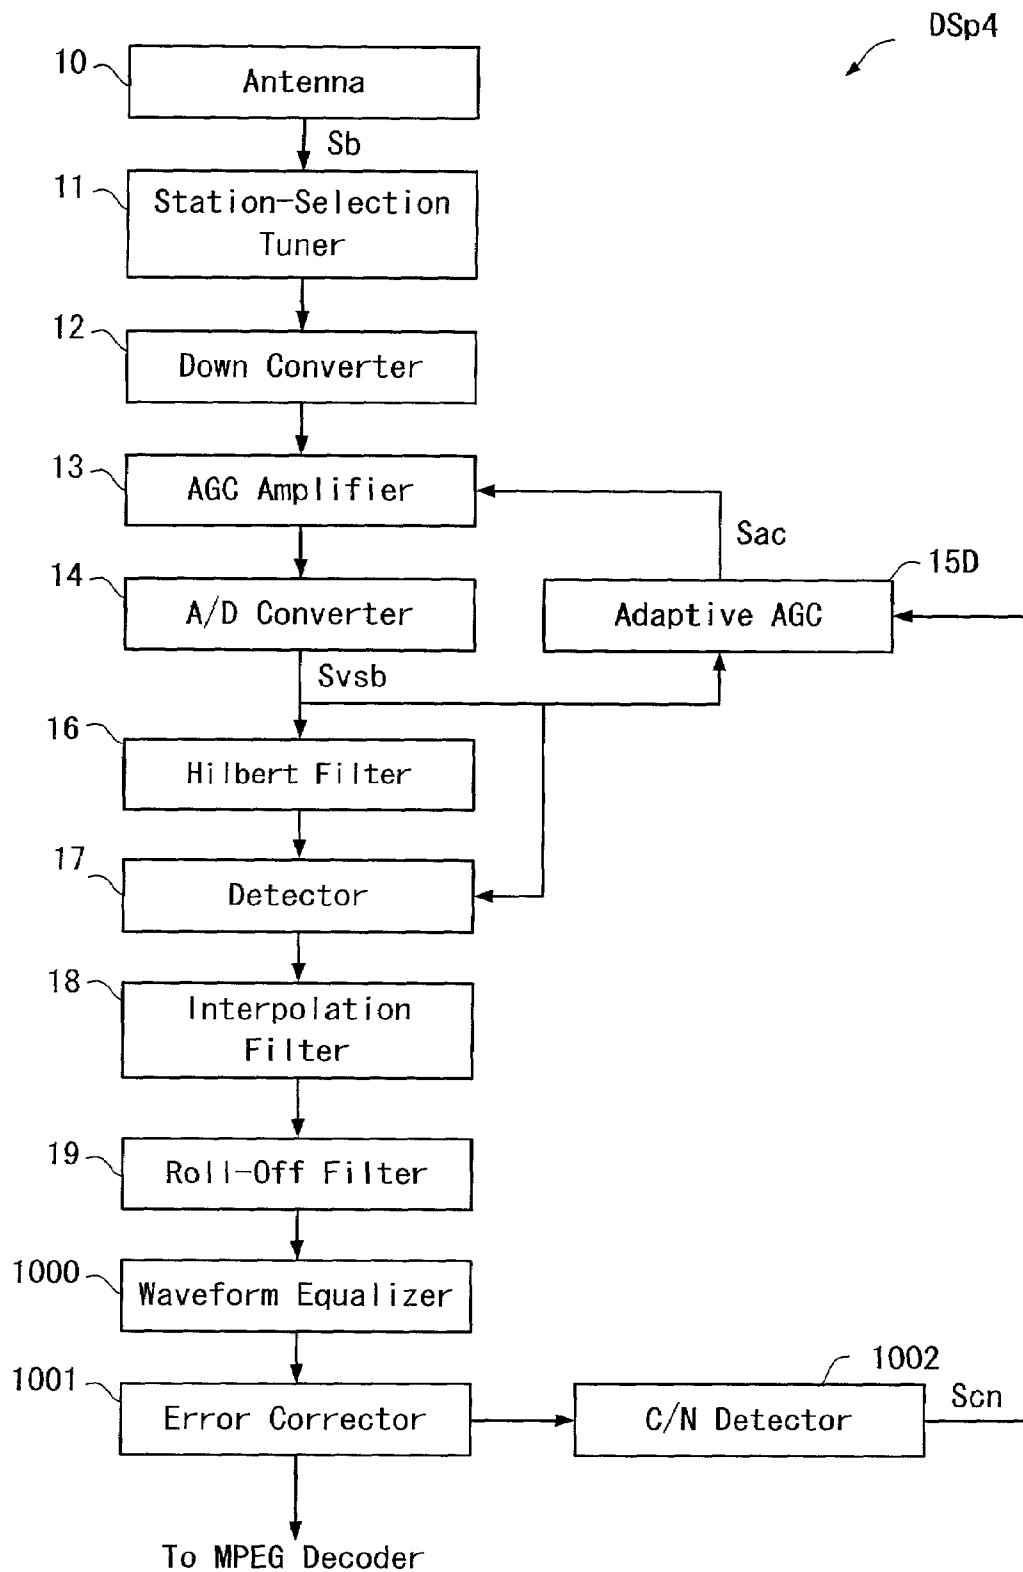 DSp4
10
Antenna
Sb
11
Station-Selection
Tuner
12
Down Converter
13
AGC Amplifier
Sac
14
A/D Converter
15D
Adaptive AGC
Svsb
16
Hilbert Filter
17
Detector
18
Interpolation
Filter
19
Roll-Off Filter
1000
Waveform Equalizer
1001
Error Corrector
1002
C/N Detector
Scn
To MPEG Decoder